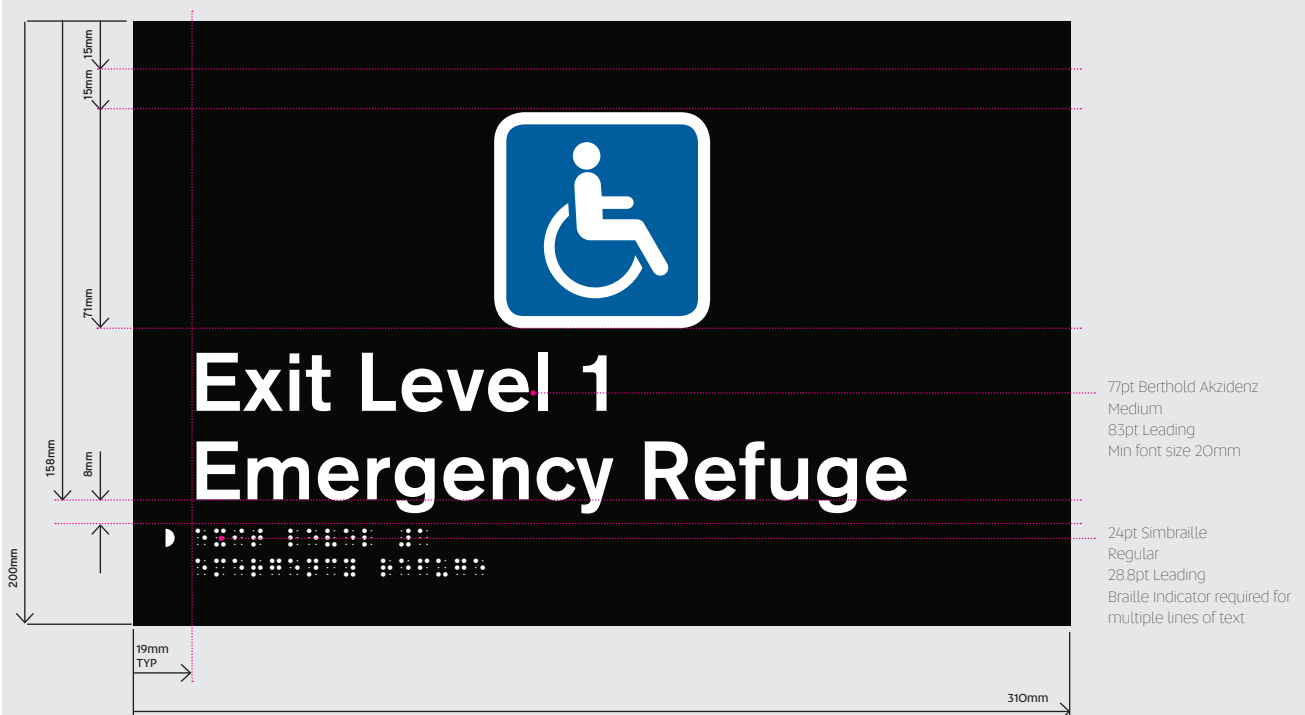 15mm
15mm
71mm
158mm
8mm
200mm
Exit Level 1
Emergency Refuge
77pt Berthold Akzidenz
Medium
83pt Leading
Min font size 20mm
24pt Simbraille
Regular
28.8pt Leading
Braille Indicator required for
multiple lines of text
19mm
TYP
310mm